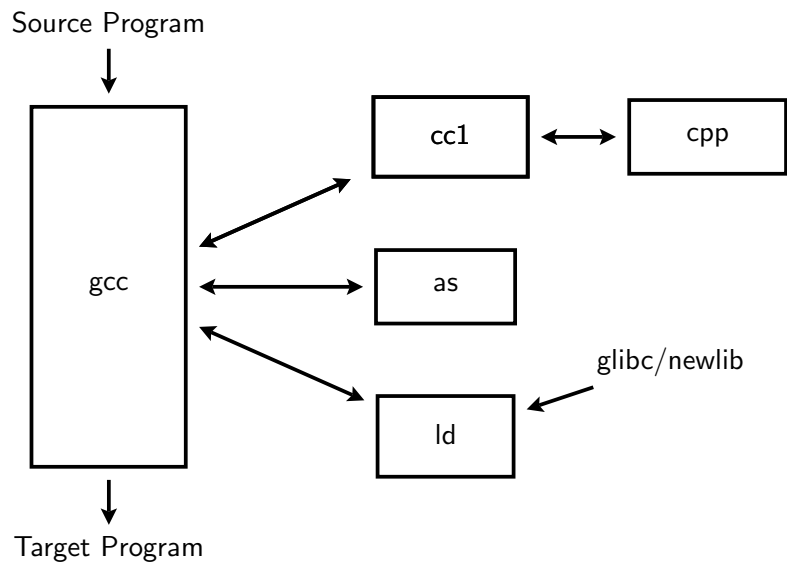 Source Program
cc1
cpp
gcc
as
glibc/newlib
ld
Target Program